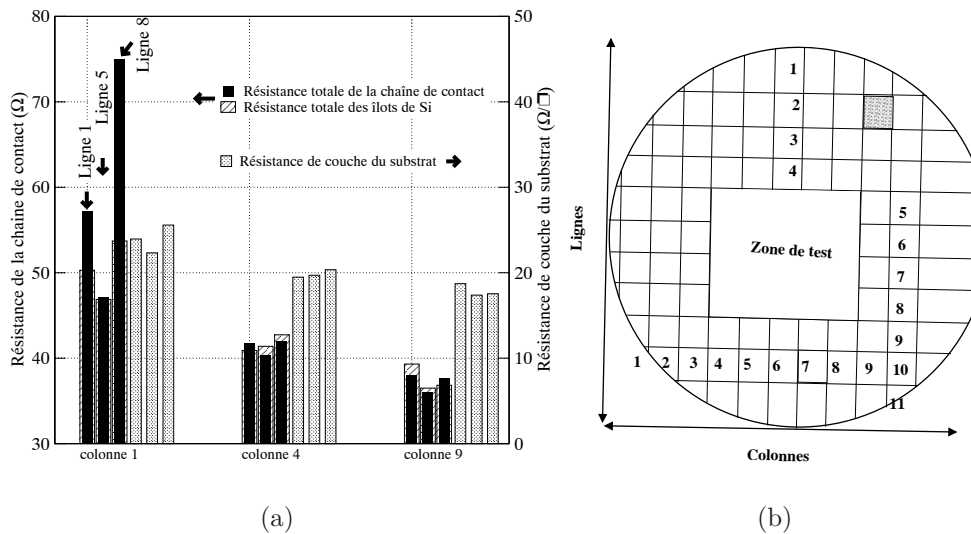 80
70
60
50
40
30
Résistance de la chaine de contact (Ω)
Ligne 1
Ligne 5
Ligne 8
Résistance totale de la chaîne de contact
Résistance totale des îlots de Si
Résistance de couche du substrat
50
40
30
20
10
0
Résistance de couche du substrat (Ω/□)
colonne 1
colonne 4
colonne 9
(a)
Lignes
1
2
3
4
5
6
7
8
9
Zone de test
1 2 3 4 5 6 7 8 9 10
11
Colonnes
(b)